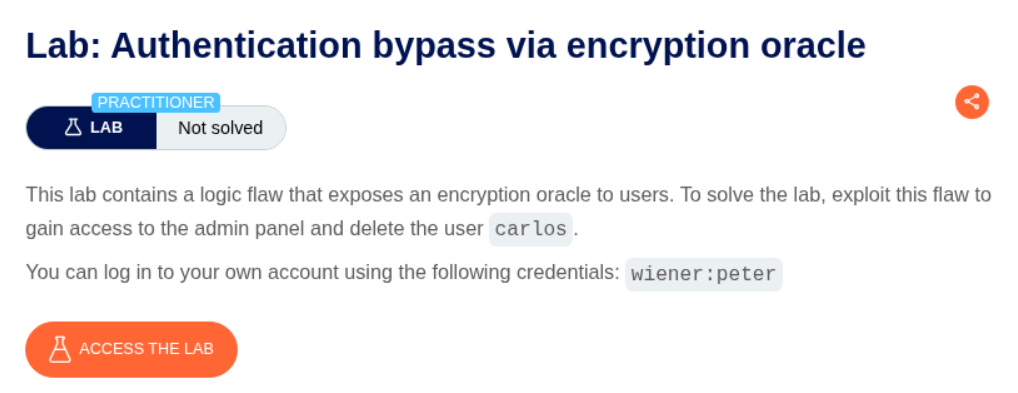 Lab: Authentication bypass via encryption oracle
PRACTITIONER
LAB Not solved
This lab contains a logic flaw that exposes an encryption oracle to users. To solve the lab, exploit this flaw to
gain access to the admin panel and delete the user carlos.
You can log in to your own account using the following credentials: wiener:peter
ACCESS THE LAB